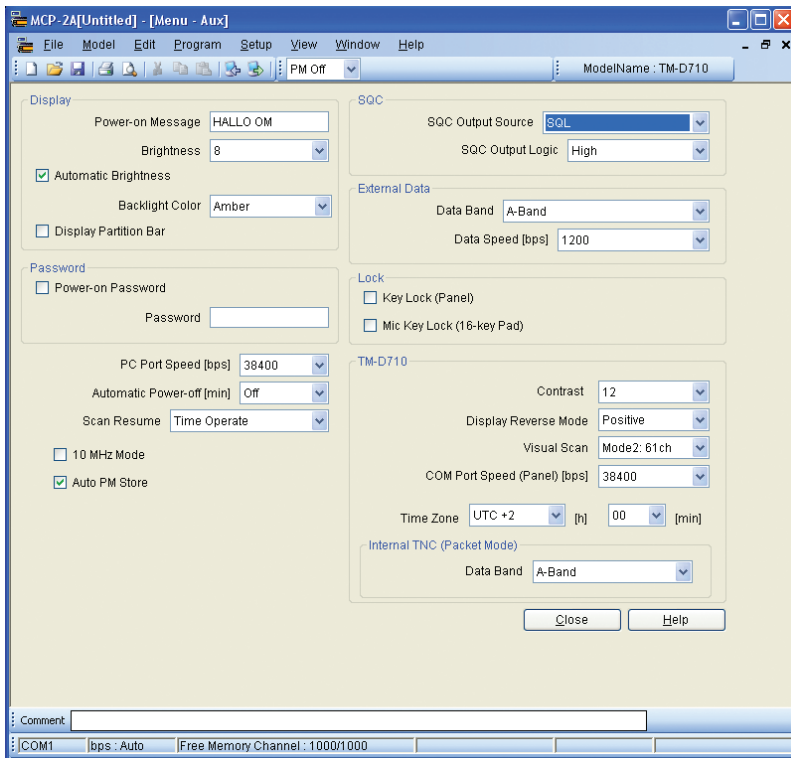 MCP-2A[Untitled] - [Menu - Aux]
File Model Edit Program Setup View Window Help
PM Off
ModelName : TM-D710
Display
Power-on Message HALLO OM
Brightness 8
Automatic Brightness
Backlight Color Amber
Display Partition Bar
Password
Power-on Password
Password
PC Port Speed [bps] 38400
Automatic Power-off [min] Off
Scan Resume Time Operate
10 MHz Mode
Auto PM Store
SQC
SQC Output Source SQL
SQC Output Logic High
External Data
Data Band A-Band
Data Speed [bps] 1200
Lock
Key Lock (Panel)
Mic Key Lock (16-key Pad)
TM-D710
Contrast 12
Display Reverse Mode Positive
Visual Scan Mode2: 61ch
COM Port Speed (Panel) [bps] 38400
Time Zone UTC +2 [h] 00 [min]
Internal TNC (Packet Mode)
Data Band A-Band
Close Help
Comment
COM1 bps : Auto Free Memory Channel : 1000/1000